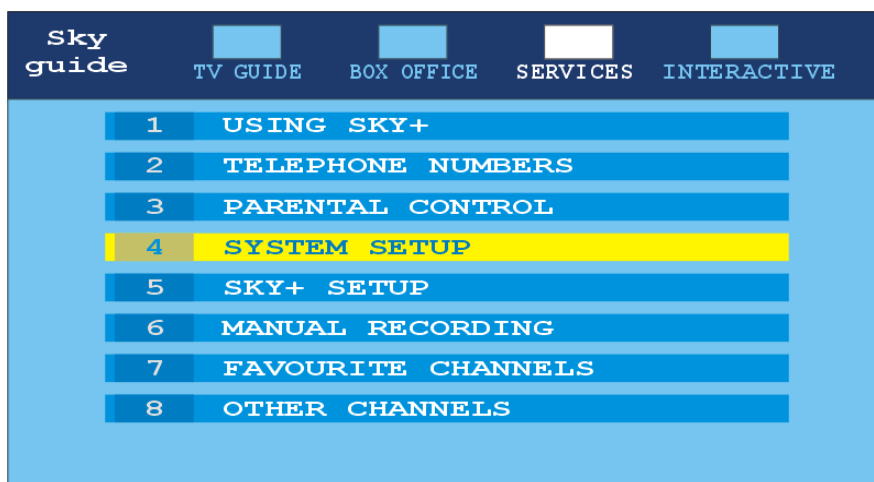 Sky
guide
TV GUIDE BOX OFFICE SERVICES INTERACTIVE
1 USING SKY+
2 TELEPHONE NUMBERS
3 PARENTAL CONTROL
4 SYSTEM SETUP
5 SKY+ SETUP
6 MANUAL RECORDING
7 FAVOURITE CHANNELS
8 OTHER CHANNELS